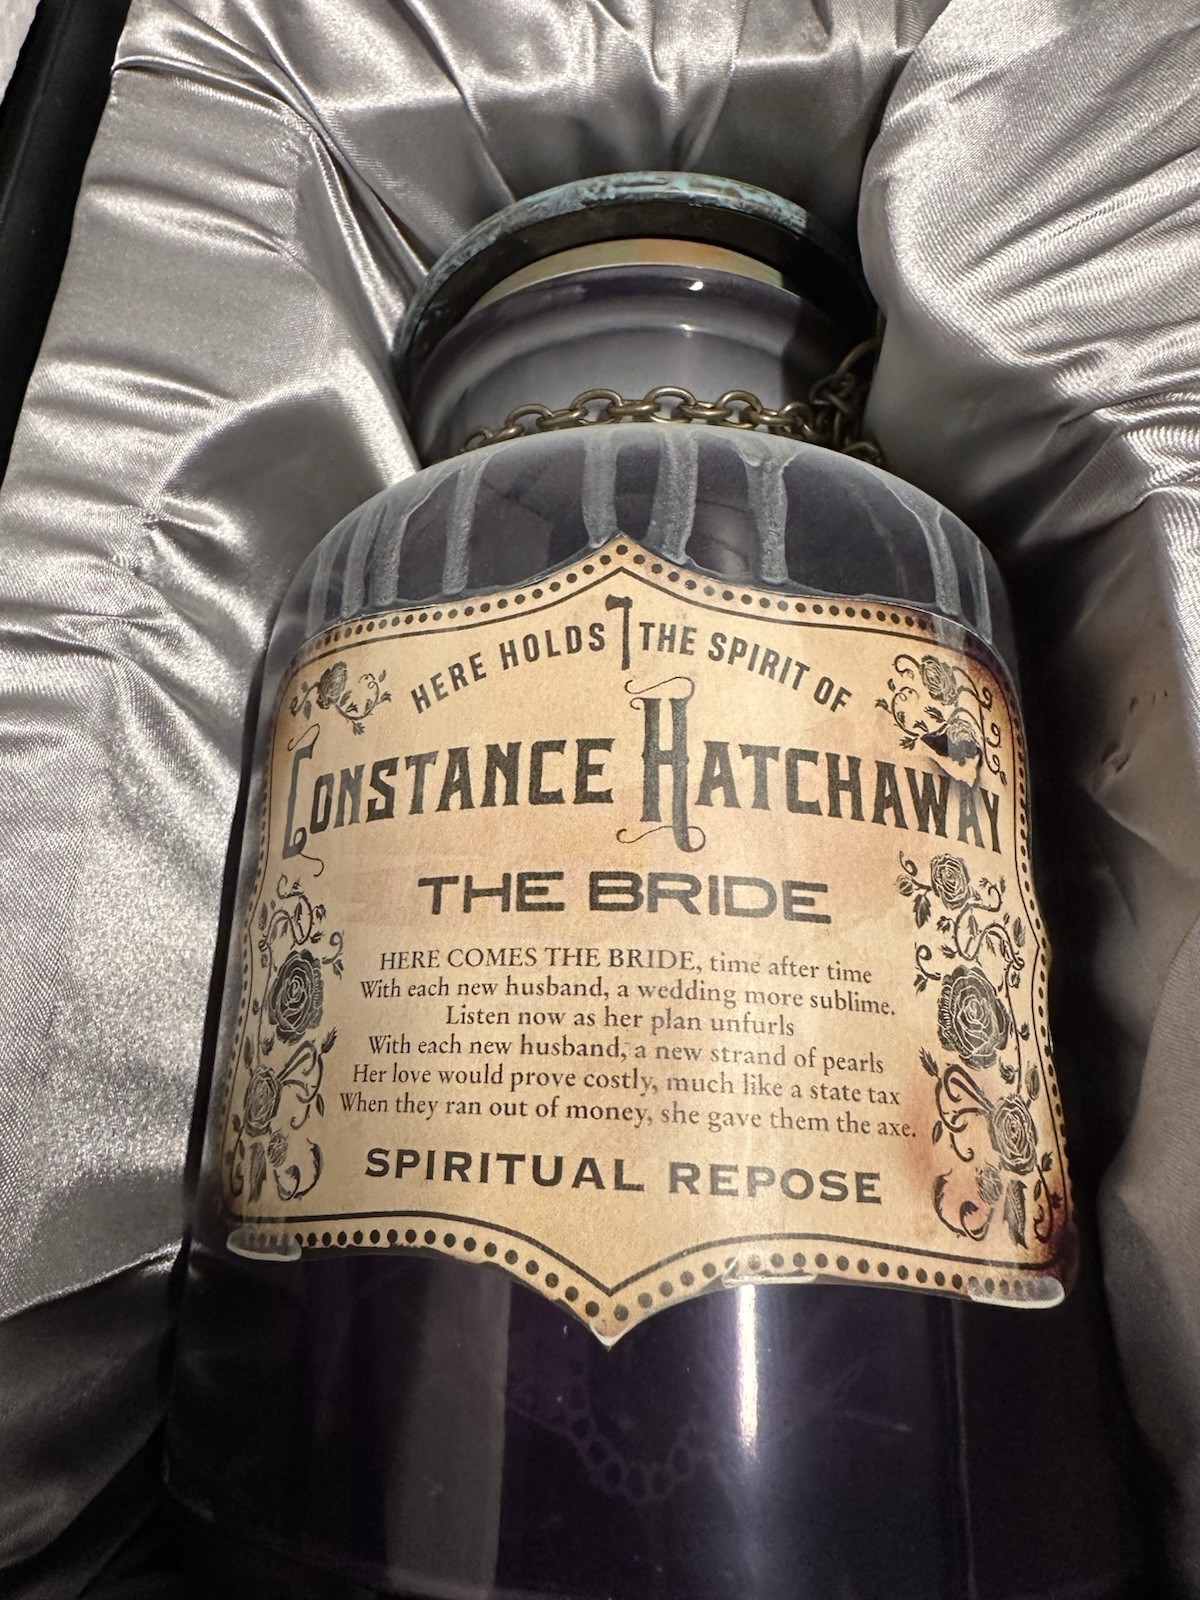 HERE HOLDS THE SPIRIT OF
CONSTANCE HATCHAWAY
THE BRIDE
HERE COMES THE BRIDE, time after time
With each new husband, a wedding more sublime.
Listen now as her plan unfurls
With each new husband, a new strand of pearls
Her love would prove costly, much like a state tax
When they ran out of money, she gave them the axe.
SPIRITUAL REPOSE